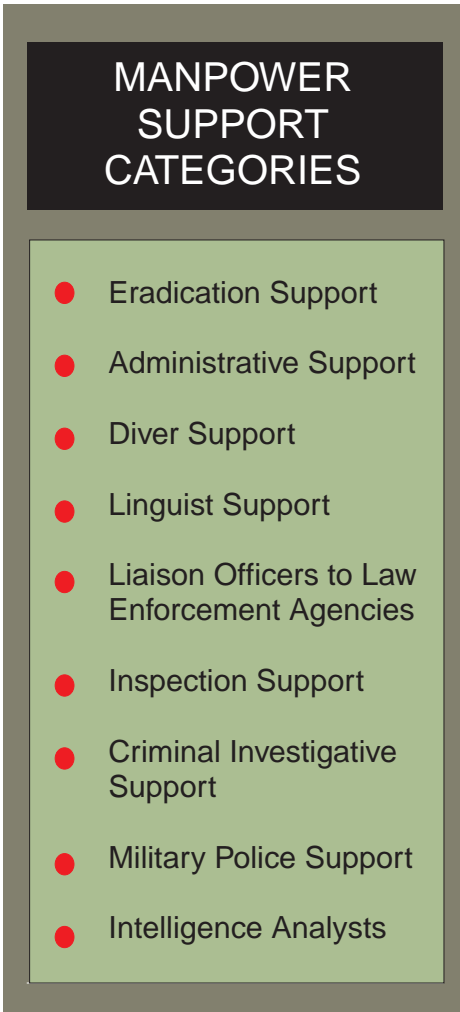 MANPOWER
SUPPORT
CATEGORIES
Eradication Support
Administrative Support
Diver Support
Linguist Support
Liaison Officers to Law
Enforcement Agencies
Inspection Support
Criminal Investigative
Support
Military Police Support
Intelligence Analysts